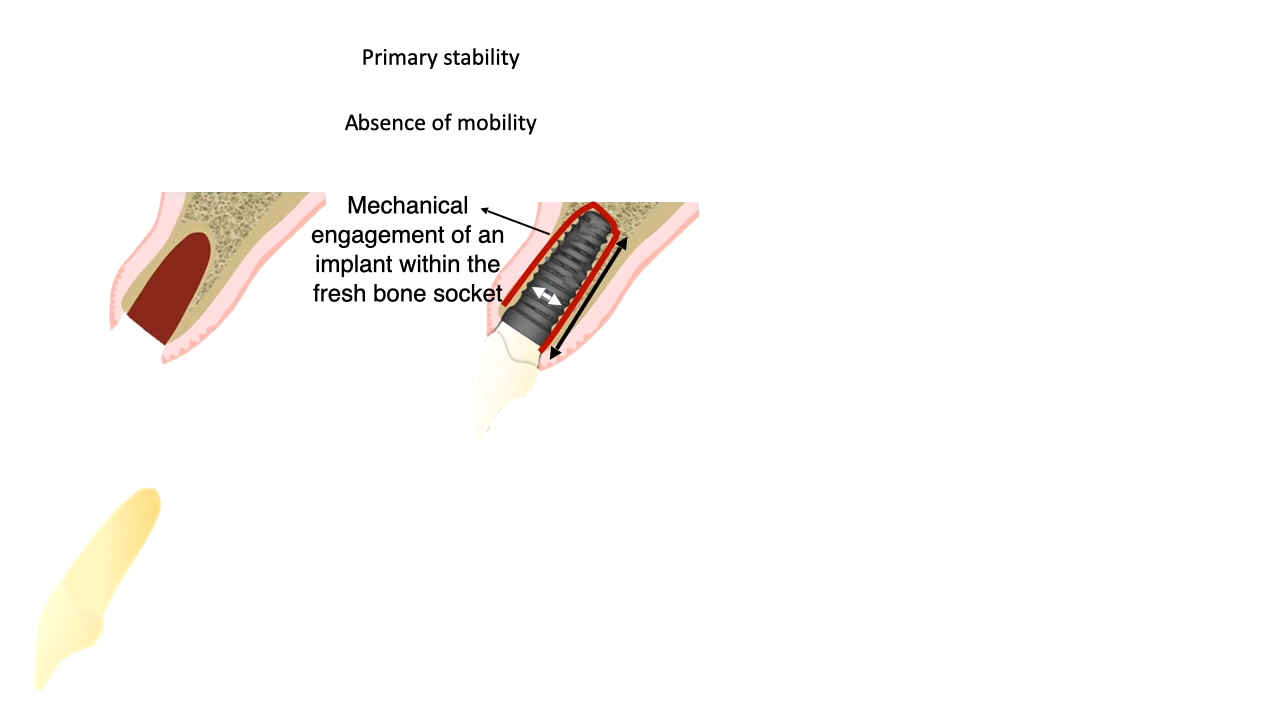 Primary stability
Absence of mobility
Mechanical
engagement of an
implant within the
fresh bone socket